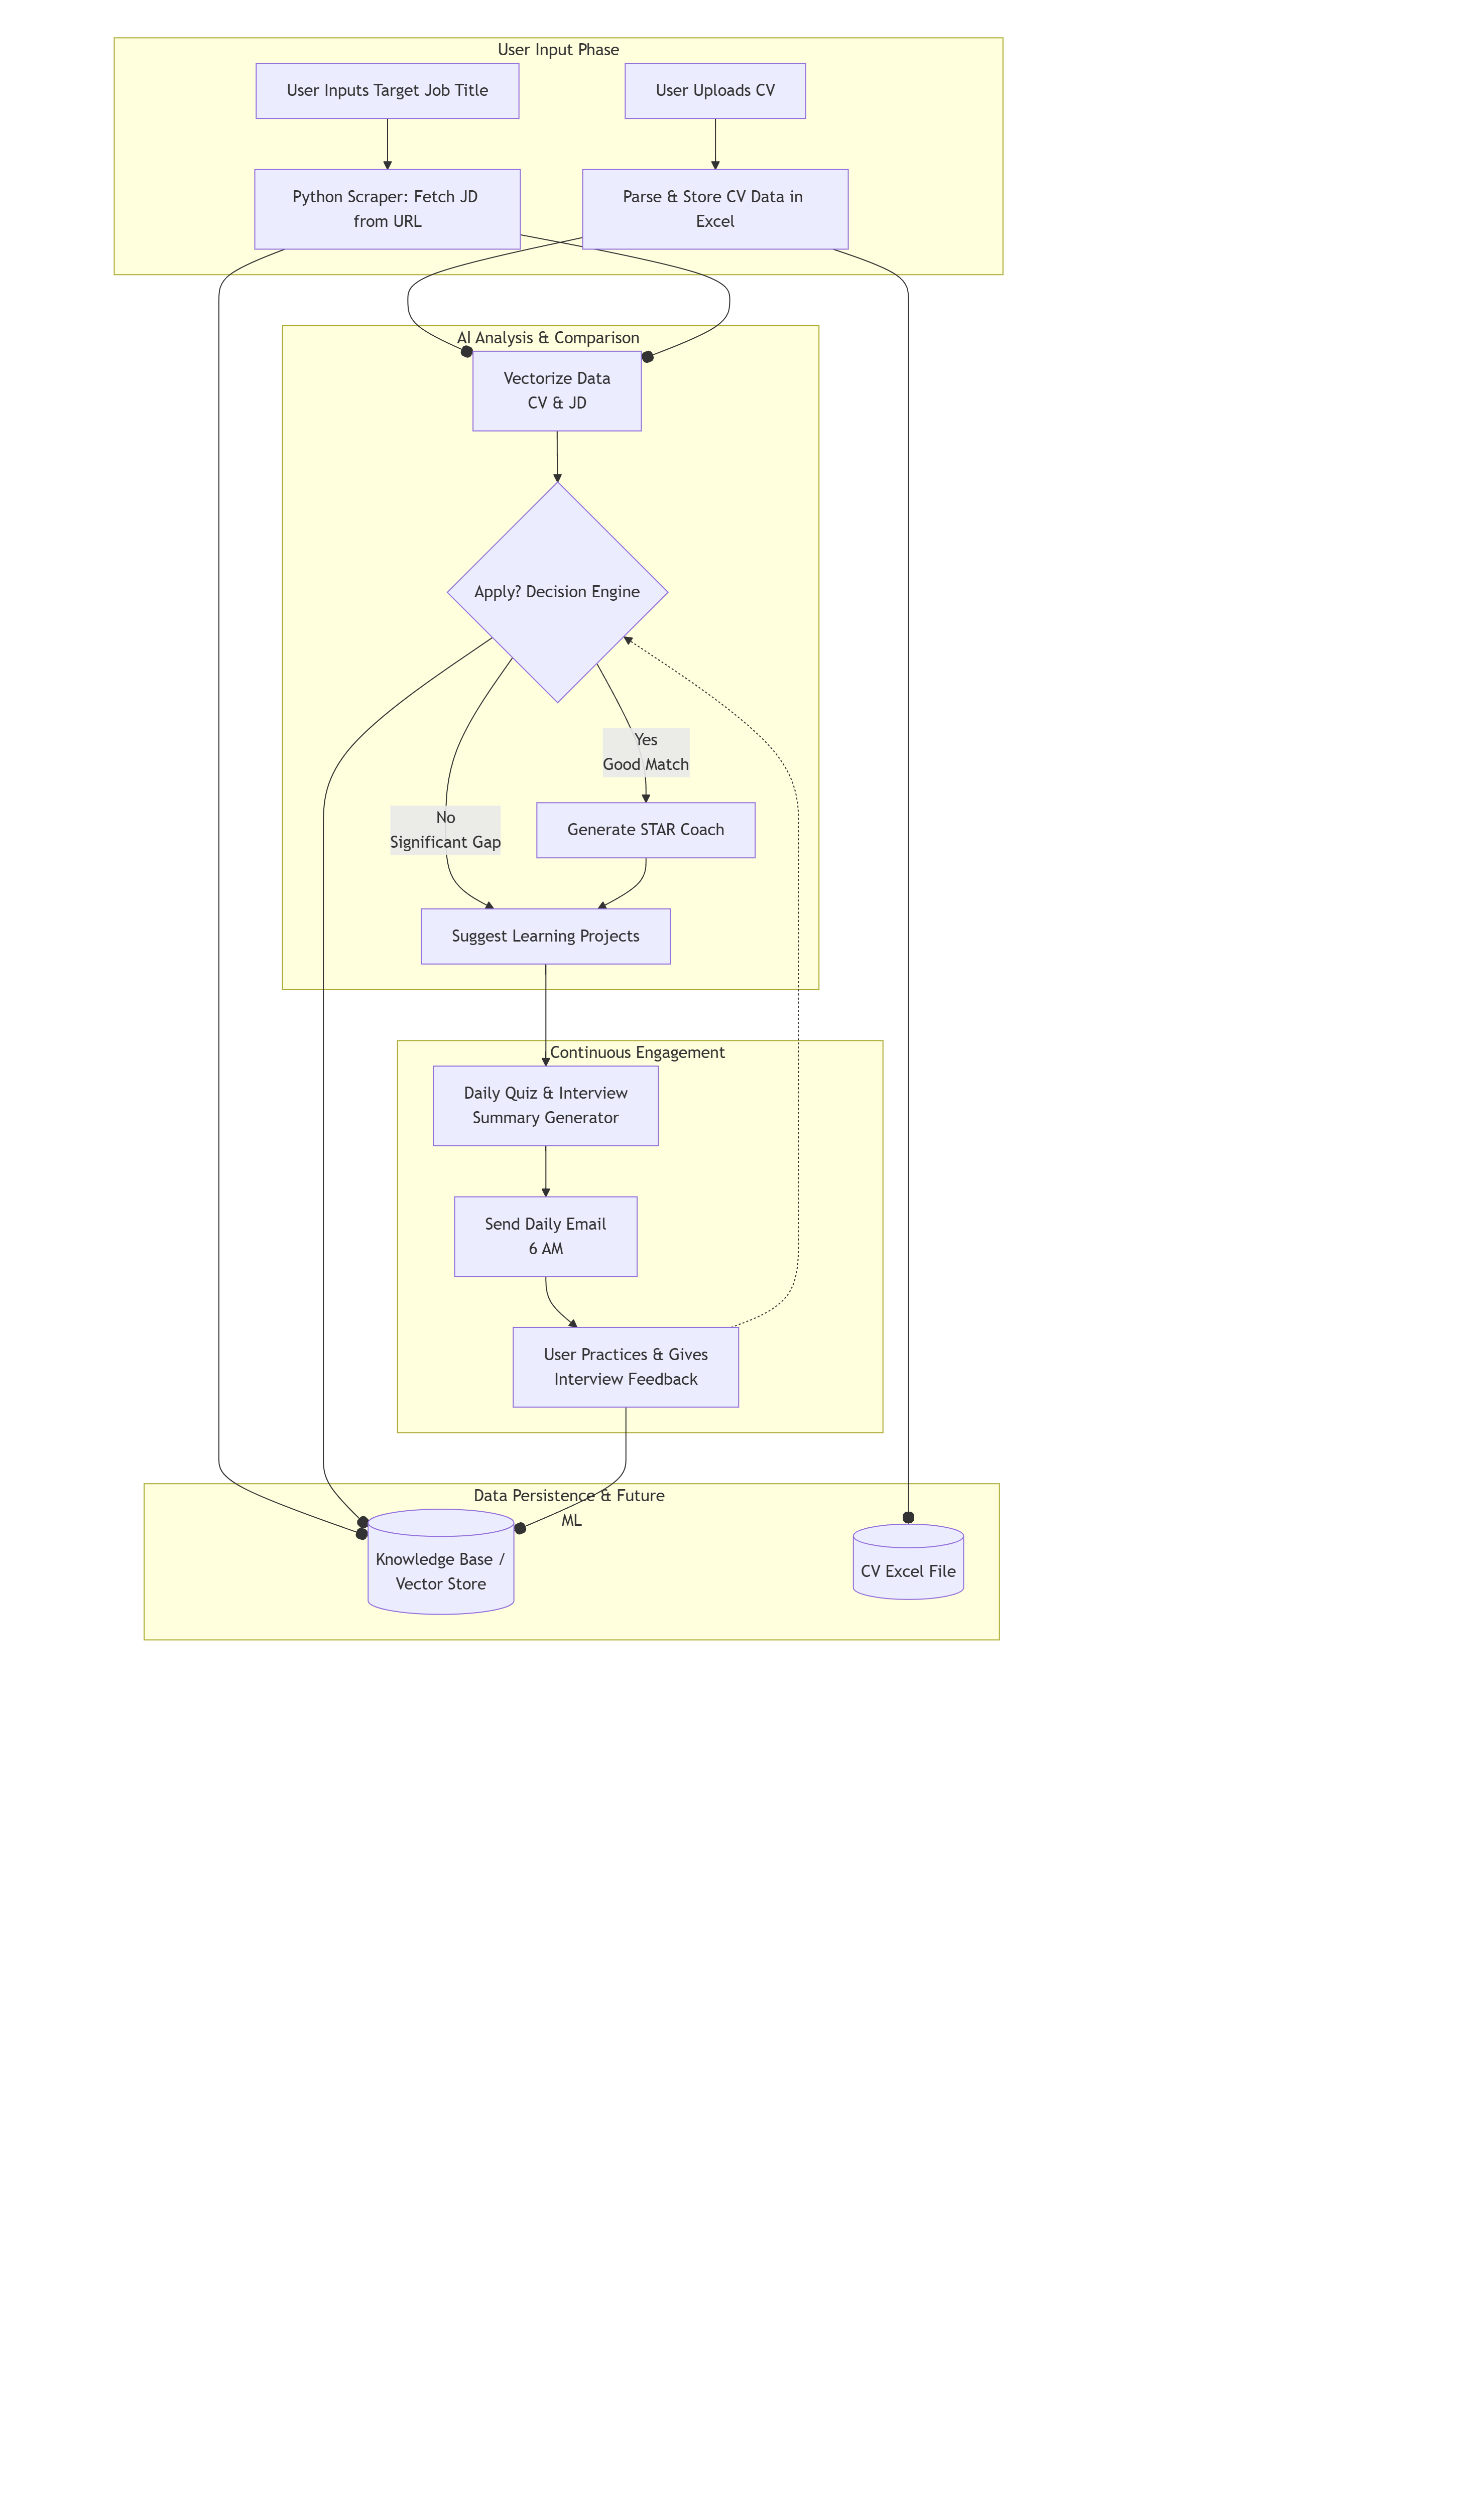 User Input Phase
User Inputs Target Job Title
User Uploads CV
Python Scraper: Fetch JD
from URL
Parse & Store CV Data in
Excel
AI Analysis & Comparison
Vectorize Data
CV & JD
Apply? Decision Engine
Yes
Good Match
No
Significant Gap
Generate STAR Coach
Suggest Learning Projects
Continuous Engagement
Daily Quiz & Interview
Summary Generator
Send Daily Email
6 AM
User Practices & Gives
Interview Feedback
Data Persistence & Future
ML
Knowledge Base /
Vector Store
CV Excel File